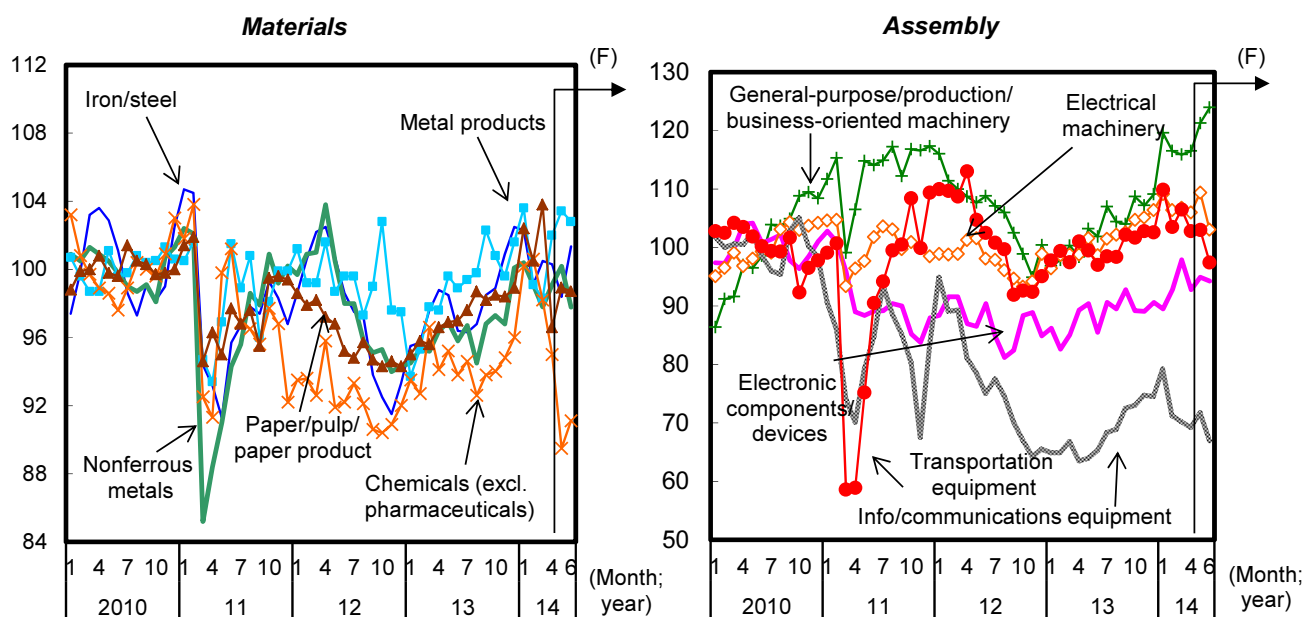 Materials
Assembly
(F)
(F)
112
108
104
100
96
92
88
84
Iron/steel
Metal products
Nonferrous
metals
Paper/pulp/
paper product
Chemicals (excl.
pharmaceuticals)
1 4 7 10 1 4 7 10 1 4 7 10 1 4 7 10 1 4 6
2010 11 12 13 14
(Month;
year)
130
120
110
100
90
80
70
60
50
General-purpose/production/
business-oriented machinery
Electrical
machinery
Electronic
components/
devices
Transportation
equipment
Info/communications equipment
1 4 7 10 1 4 7 10 1 4 7 10 1 4 7 10 1 4 6
2010 11 12 13 14
(Month;
year)